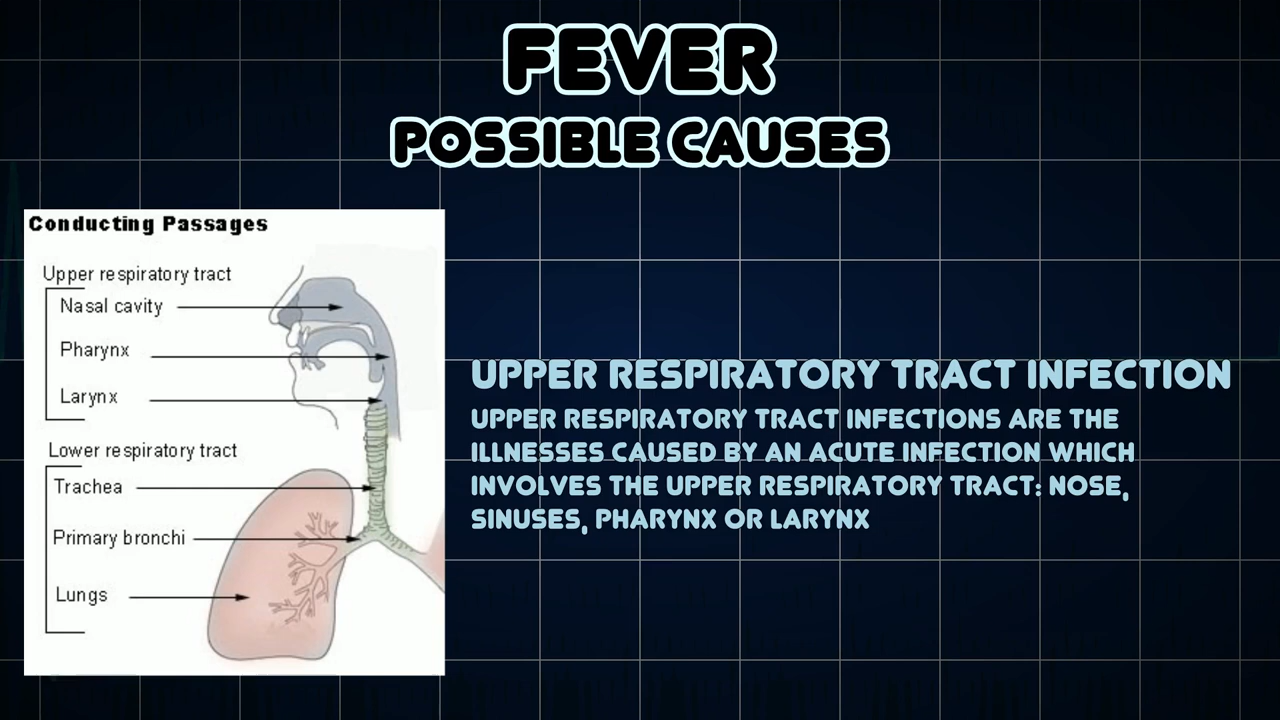 FEVER
POSSIBLE CAUSES
Conducting Passages
Upper respiratory tract
Nasal cavity
Pharynx
Larynx
Lower respiratory tract
Trachea
Primary bronchi
Lungs
UPPER RESPIRATORY TRACT INFECTION
UPPER RESPIRATORY TRACT INFECTIONS ARE THE
ILLNESSES CAUSED BY AN ACUTE INFECTION WHICH
INVOLVES THE UPPER RESPIRATORY TRACT: NOSE,
SINUSES, PHARYNX OR LARYNX